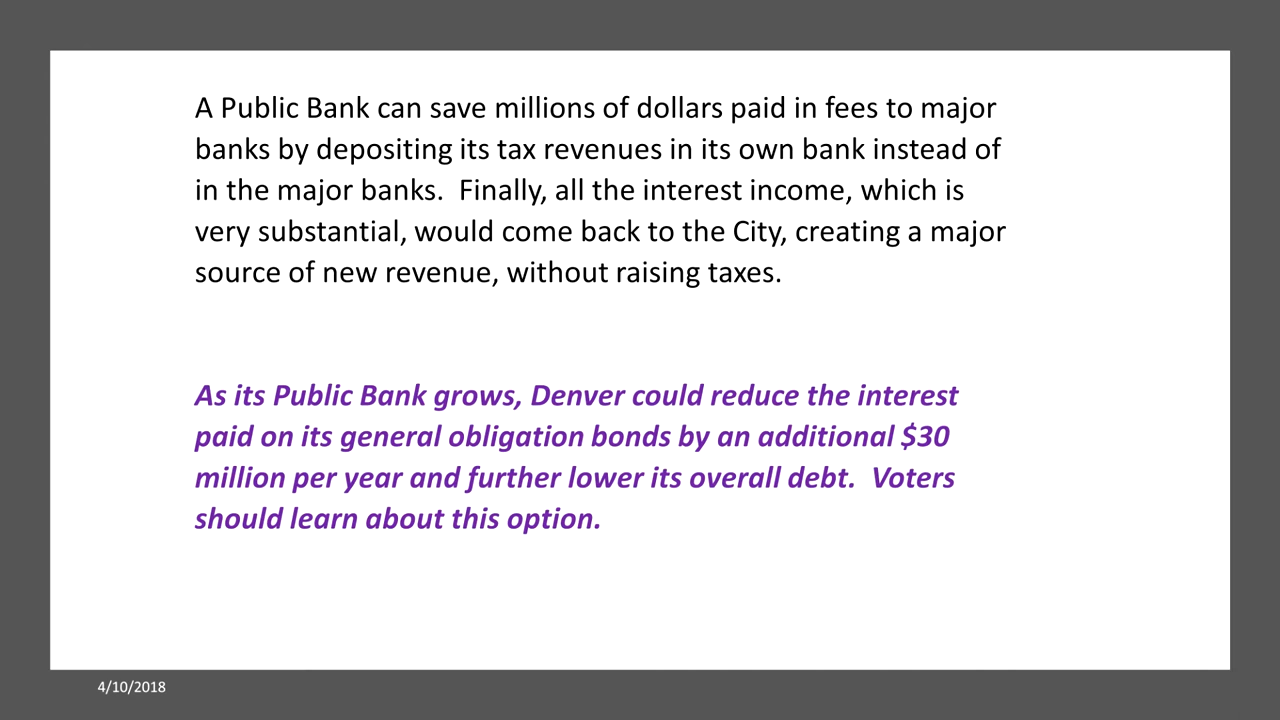 A Public Bank can save millions of dollars paid in fees to major
banks by depositing its tax revenues in its own bank instead of
in the major banks.  Finally, all the interest income, which is
very substantial, would come back to the City, creating a major
source of new revenue, without raising taxes.
As its Public Bank grows, Denver could reduce the interest
paid on its general obligation bonds by an additional $30
million per year and further lower its overall debt.  Voters
should learn about this option.
4/10/2018